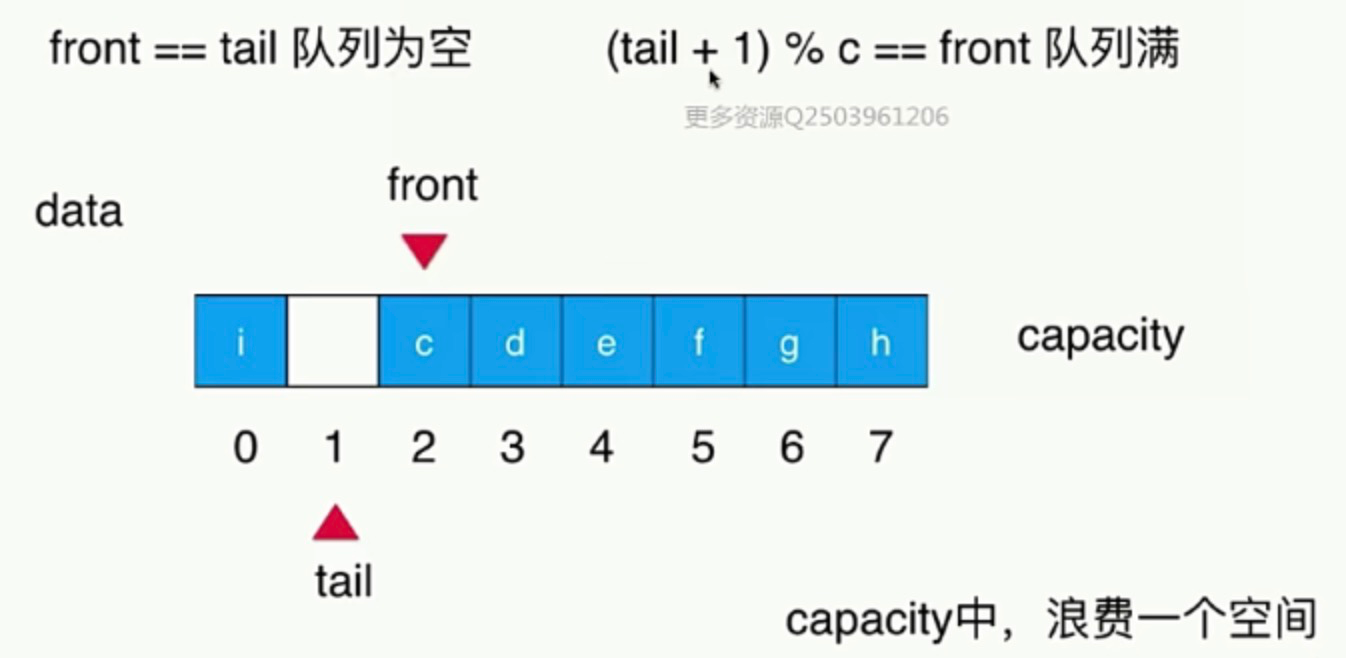 front == tail 队列为空 (tail + 1) % c == front 队列满
更多资源Q2503961206
front
data
i c d e f g h
capacity
0 1 2 3 4 5 6 7
tail
capacity中，浪费一个空间